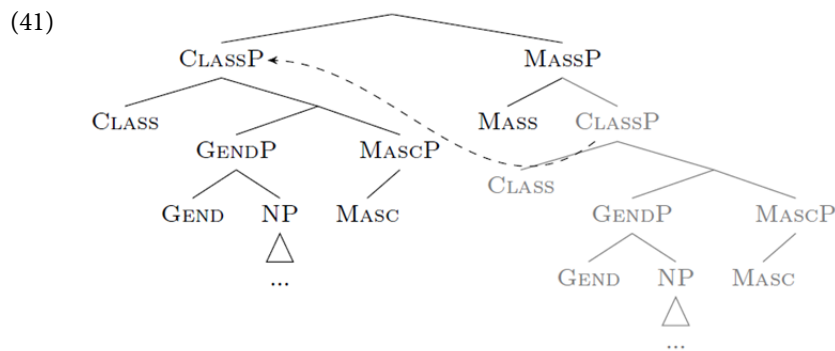 (41)
CLASSP MASSP
CLASS MASS CLASSP
GENDP MASCP CLASS
GEND NP MASC GENDP MASCP
... GEND NP MASC
...